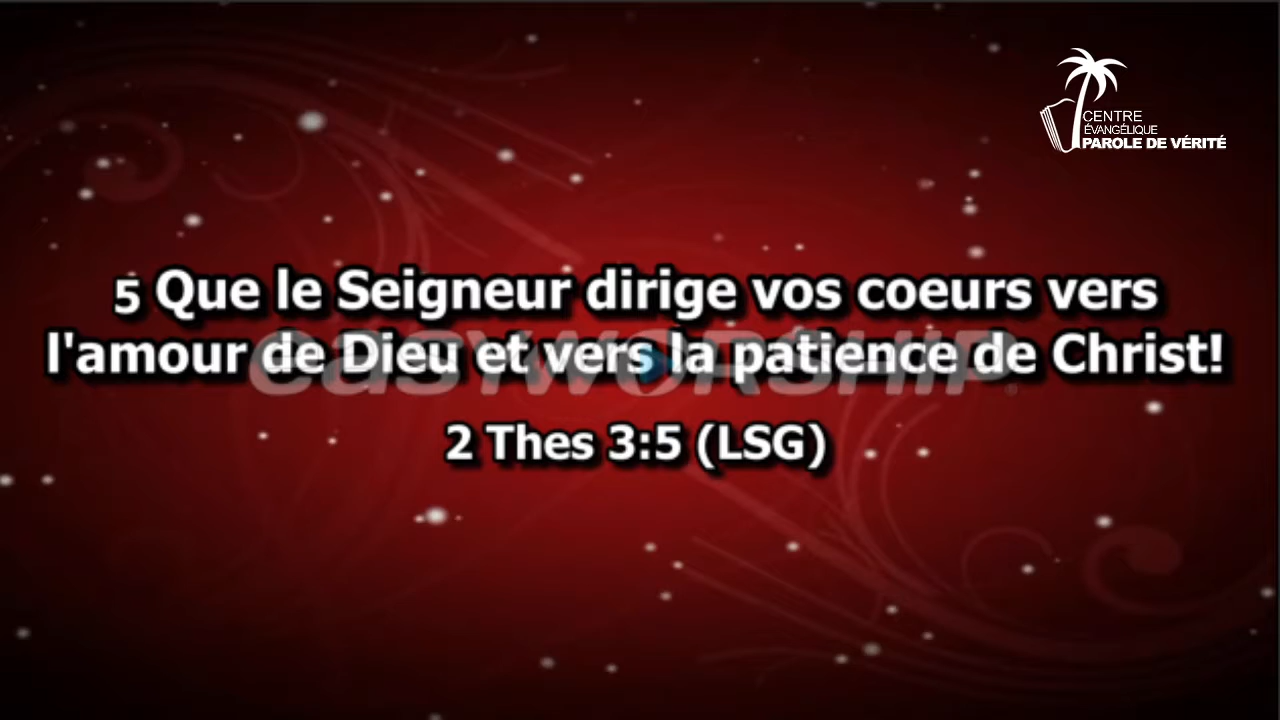 CENTRE
ÉVANGÉLIQUE
PAROLE DE VÉRITÉ
5 Que le Seigneur dirige vos coeurs vers
l'amour de Dieu et vers la patience de Christ!
easyworship®
2 Thes 3:5 (LSG)